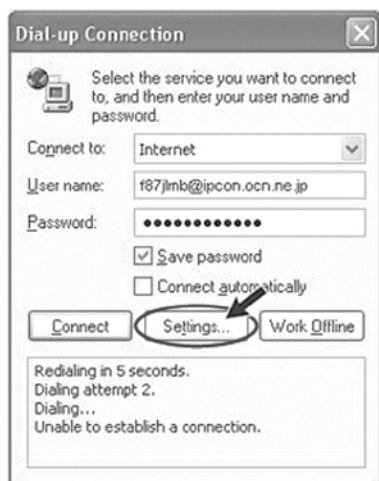 Dial-up Connection
Select the service you want to connect
to, and then enter your user name and
password.
Connect to: Internet
User name: f87jlmb@ipcon.ocn.ne.jp
Password: ●●●●●●●●●●●●
Save password
Connect automatically
Connect Settings... Work Offline
Redialing in 5 seconds.
Dialing attempt 2.
Dialing...
Unable to establish a connection.